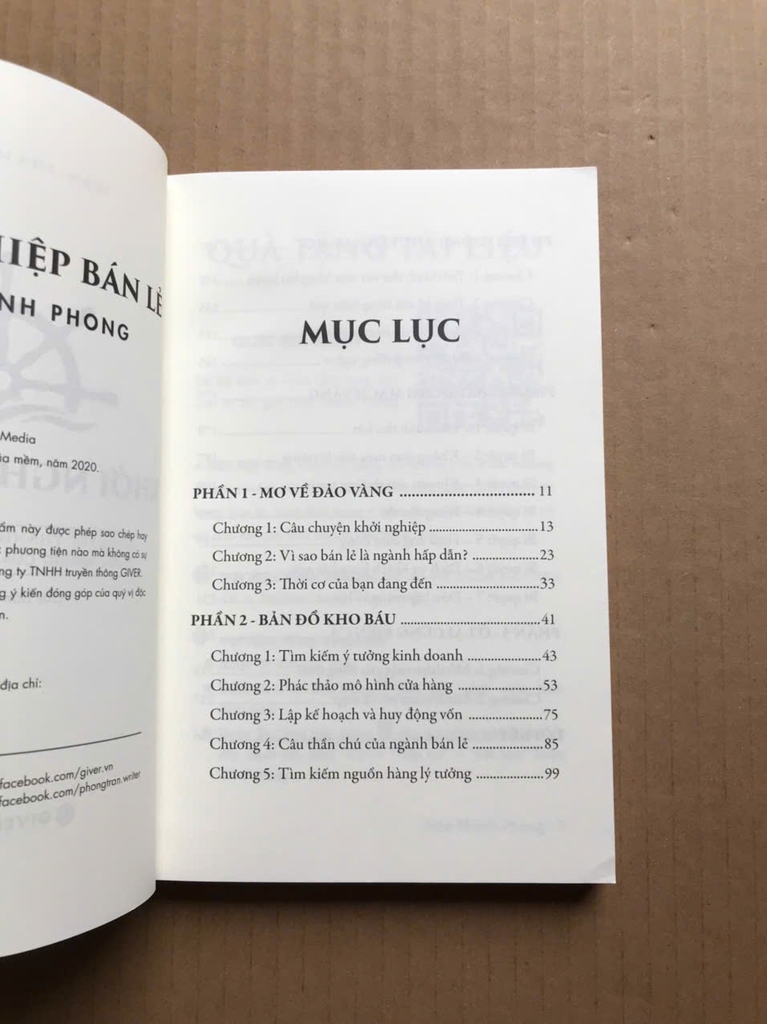 BÁN LẺ
NH PHONG
Media
mềm, năm 2020.
này được phép sao chép hay
phương tiện nào mà không có sự
ty TNHH truyền thông GIVER.
ý kiến đóng góp của quý vị độc
địa chỉ:
facebook.com/giver.vn
facebook.com/phongtran.writer
MỤC LỤC
PHẦN 1 - MƠ VỀ ĐẢO VÀNG ........ 11
Chương 1: Câu chuyện khởi nghiệp ........ 13
Chương 2: Vì sao bán lẻ là ngành hấp dẫn? ........ 23
Chương 3: Thời cơ của bạn đang đến ........ 33
PHẦN 2 - BẢN ĐỒ KHO BÁU ........ 41
Chương 1: Tìm kiếm ý tưởng kinh doanh ........ 43
Chương 2: Phác thảo mô hình cửa hàng ........ 53
Chương 3: Lập kế hoạch và huy động vốn ........ 75
Chương 4: Câu thần chú của ngành bán lẻ ........ 85
Chương 5: Tìm kiếm nguồn hàng lý tưởng ........ 99